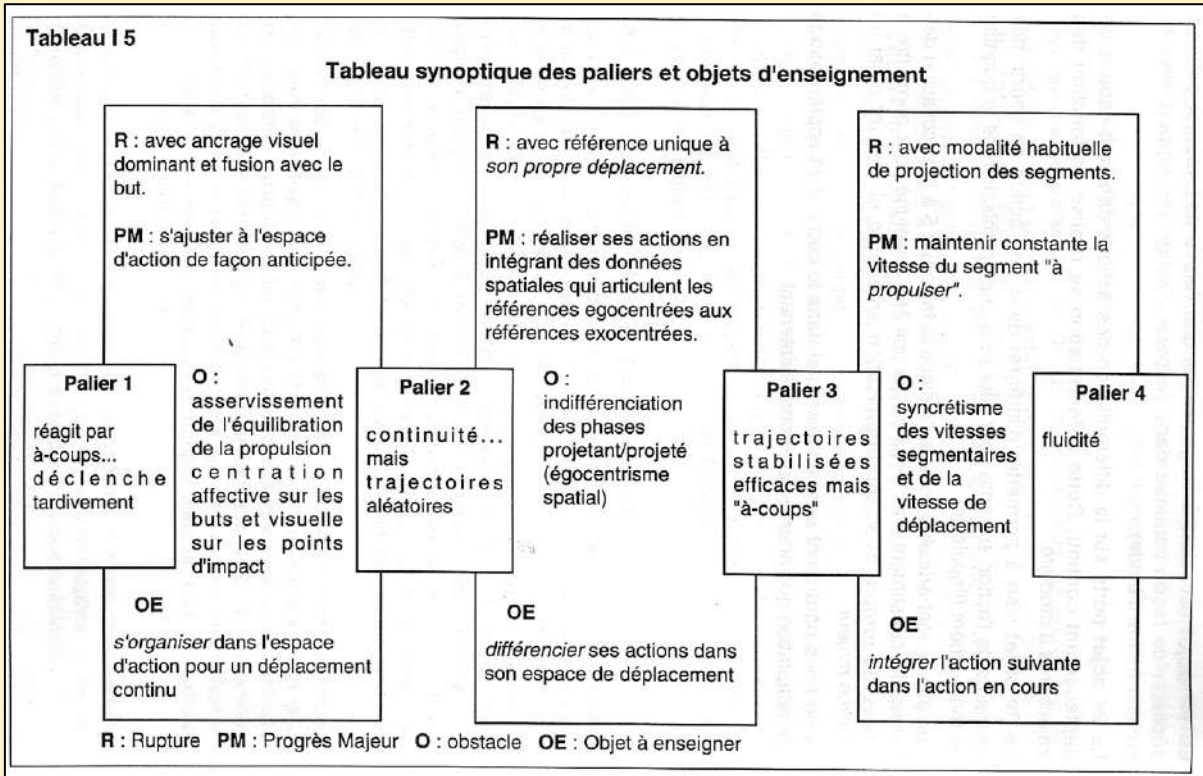 Tableau I 5
Tableau synoptique des paliers et objets d'enseignement
R : avec ancrage visuel
dominant et fusion avec le
but.
PM : s'ajuster à l'espace
d'action de façon anticipée.
R : avec référence unique à
son propre déplacement.
PM : réaliser ses actions en
intégrant des données
spatiales qui articulent les
références egocentrées aux
références exocentrées.
R : avec modalité habituelle
de projection des segments.
PM : maintenir constante la
vitesse du segment "à
propulser".
Palier 1
réagit par
à-coups...
déclenche
tardivement
O :
asservissement
de l'équilibration
de la propulsion
centration
affective sur les
buts et visuelle
sur les points
d'impact
Palier 2
continuité...
mais
trajectoires
aléatoires
O :
indifférenciation
des phases
projetant/projeté
(égocentrisme
spatial)
Palier 3
trajectoires
stabilisées
efficaces mais
"à-coups"
O :
syncrétisme
des vitesses
segmentaires
et de la
vitesse de
déplacement
Palier 4
fluidité
OE
s'organiser dans l'espace
d'action pour un déplacement
continu
OE
différencier ses actions dans
son espace de déplacement
OE
intégrer l'action suivante
dans l'action en cours
R : Rupture PM : Progrès Majeur O : obstacle OE : Objet à enseigner